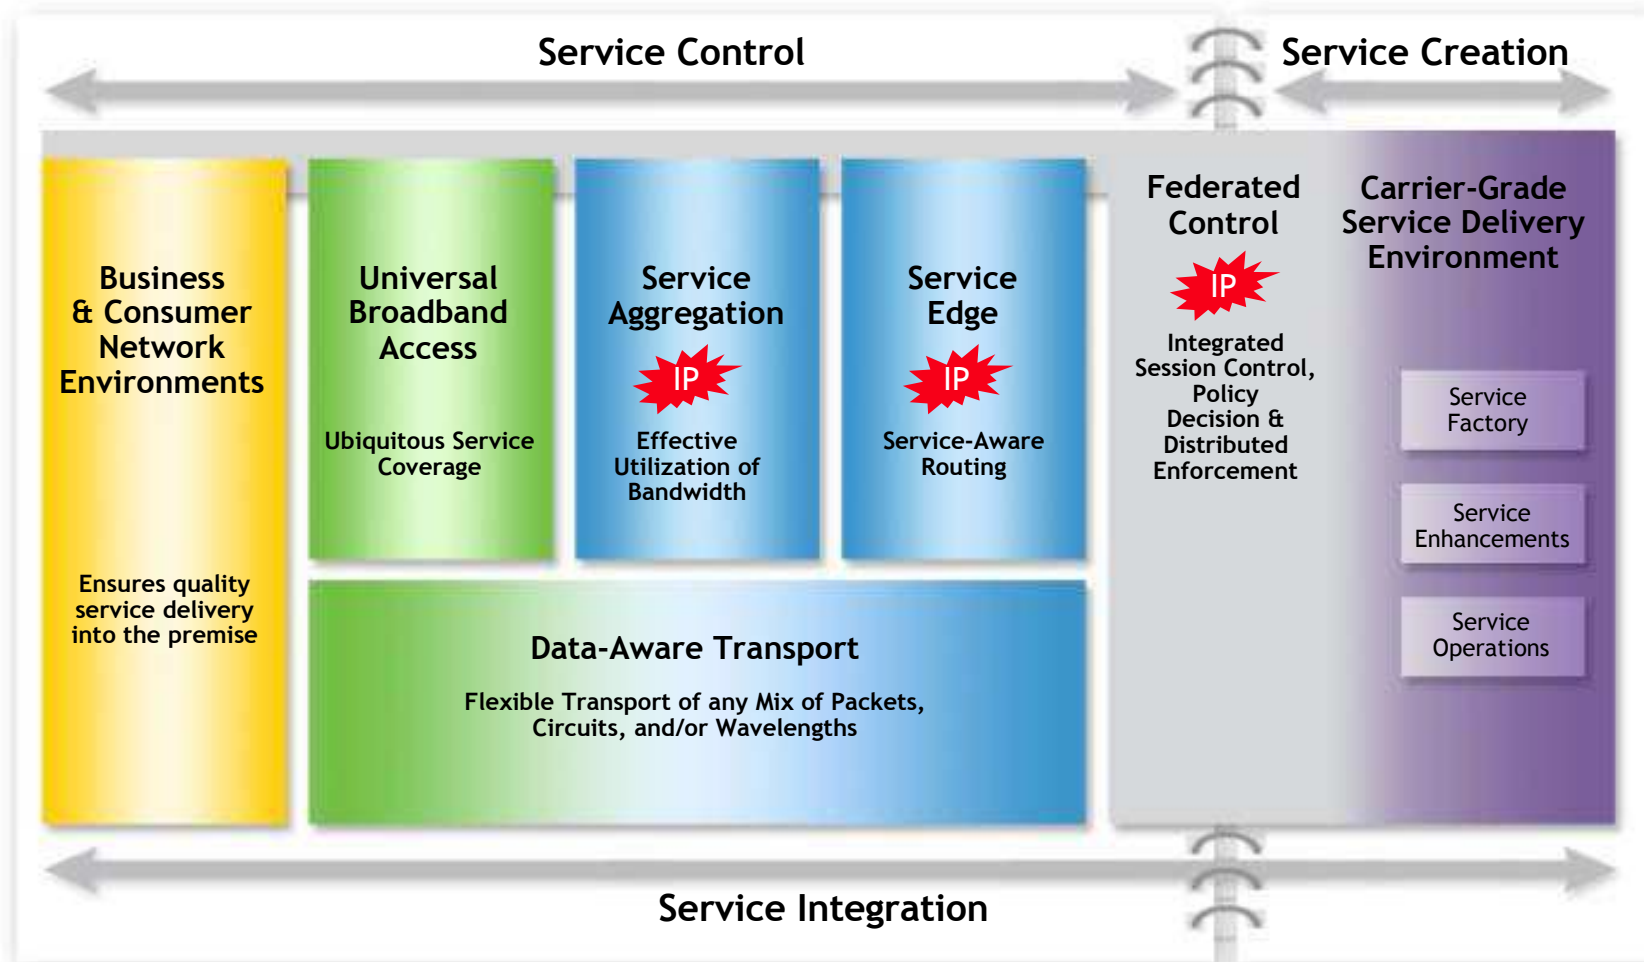 Service Control
Service Creation
Business
& Consumer
Network
Environments
Ensures quality
service delivery
into the premise
Universal
Broadband
Access
Ubiquitous Service
Coverage
Service
Aggregation
IP
Effective
Utilization of
Bandwidth
Service
Edge
IP
Service-Aware
Routing
Data-Aware Transport
Flexible Transport of any Mix of Packets,
Circuits, and/or Wavelengths
Federated
Control
IP
Integrated
Session Control,
Policy
Decision &
Distributed
Enforcement
Carrier-Grade
Service Delivery
Environment
Service
Factory
Service
Enhancements
Service
Operations
Service Integration